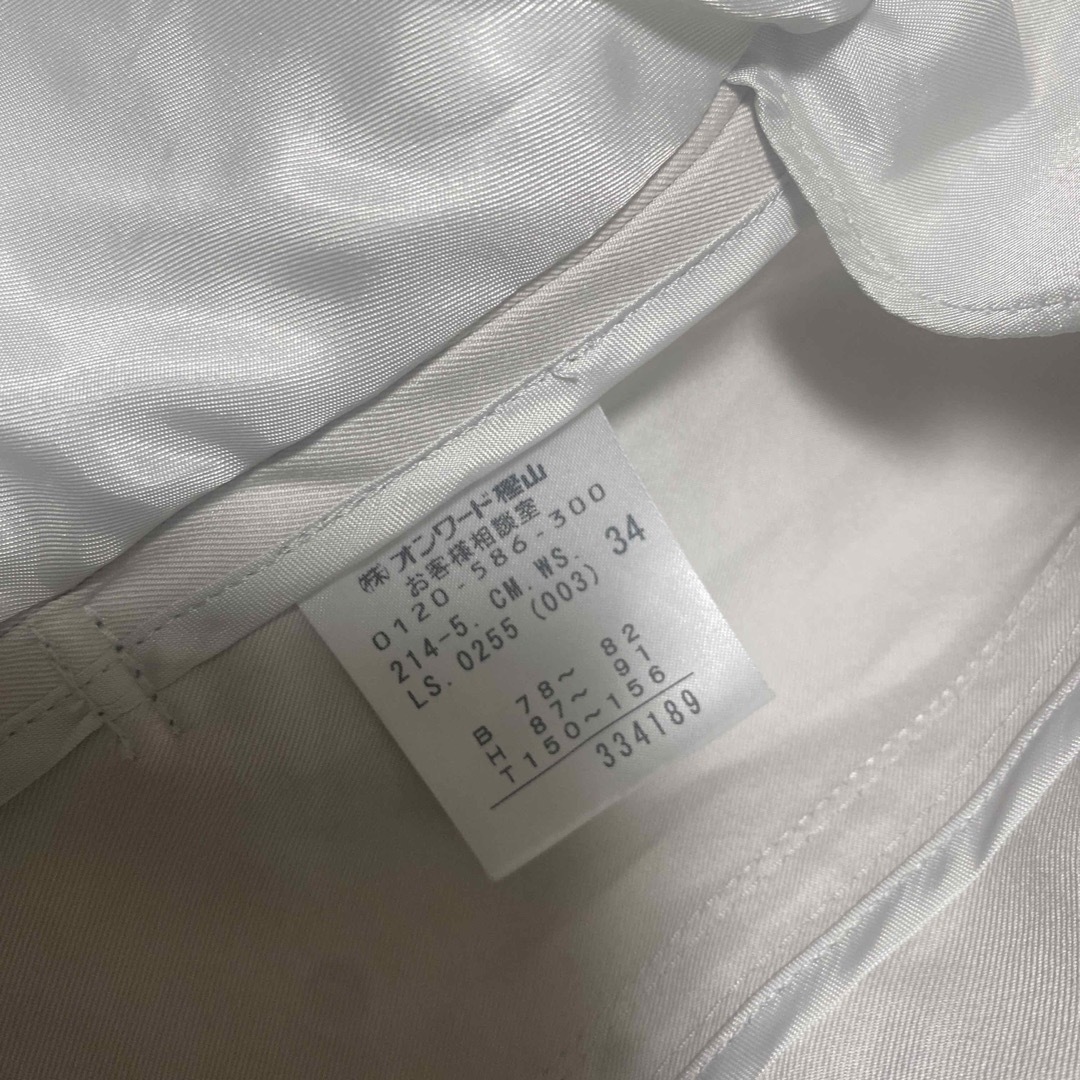 ㈱オンワード樫山
お客様相談室
0120-586-300
214-5. CM.WS. 34
LS.0255 (003)
B 78～ 82
H 87～ 91
T150～156
334189